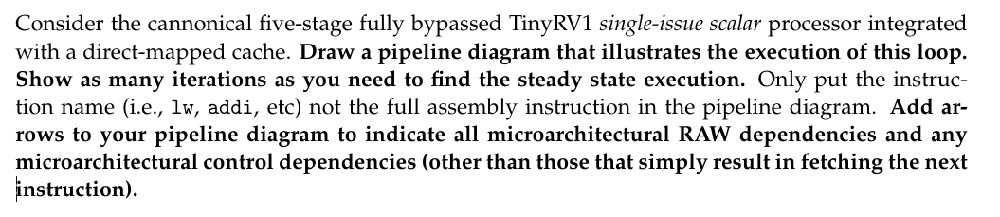 Consider the cannonical five-stage fully bypassed TinyRV1 single-issue scalar processor integrated
with a direct-mapped cache. Draw a pipeline diagram that illustrates the execution of this loop.
Show as many iterations as you need to find the steady state execution. Only put the instruc-
tion name (i.e., lw, addi, etc) not the full assembly instruction in the pipeline diagram. Add ar-
rows to your pipeline diagram to indicate all microarchitectural RAW dependencies and any
microarchitectural control dependencies (other than those that simply result in fetching the next
instruction).